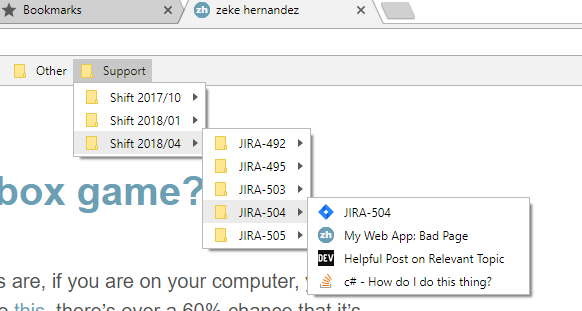 Bookmarks
zh zeke hernandez
Other
Support
Shift 2017/10
Shift 2018/01
Shift 2018/04
JIRA-492
JIRA-495
JIRA-503
JIRA-504
JIRA-505
JIRA-504
zh My Web App: Bad Page
DEV Helpful Post on Relevant Topic
c# - How do I do this thing?
box game?
s are, if you are on your computer,
this, there's over a 60% chance that it's